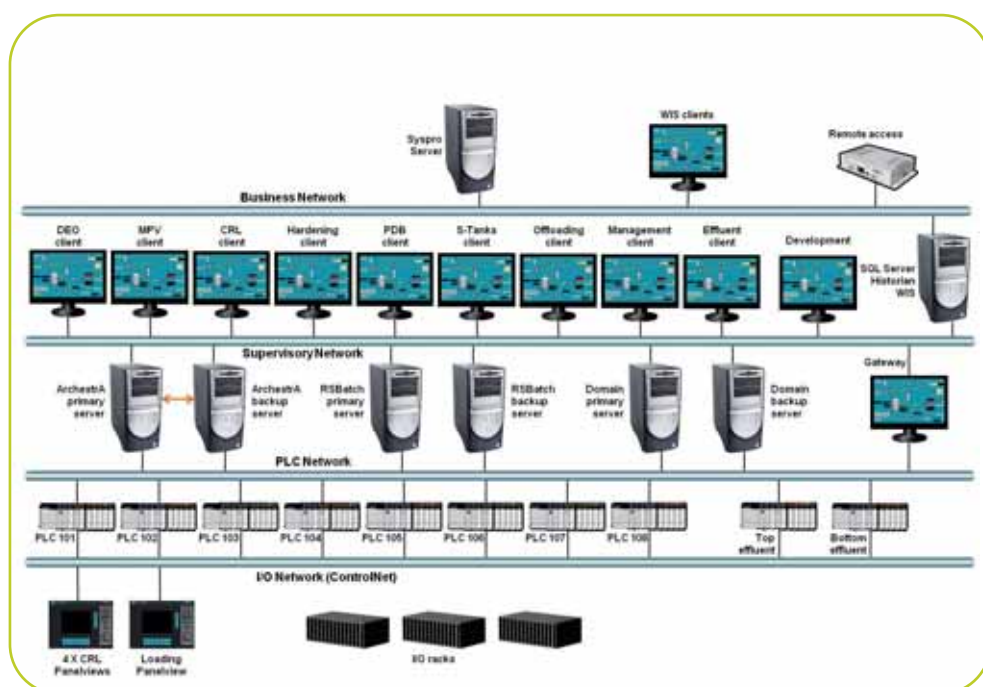 Syspro
Server
WIS clients
Remote access
Business Network
DEO
client
MPV
client
CRL
client
Hardening
client
PDB
client
S-Tanks
client
Offloading
client
Management
client
Effluent
client
Development
SQL Server
Historian
WIS
Supervisory Network
ArchestrA
primary
server
ArchestrA
backup
server
RSBatch
primary
server
RSBatch
backup
server
Domain
primary
server
Domain
backup
server
Gateway
PLC Network
PLC 101
PLC 102
PLC 103
PLC 104
PLC 105
PLC 106
PLC 107
PLC 108
Top
effluent
Bottom
effluent
I/O Network (ControlNet)
4 X CRL
Panelviews
Loading
Panelview
I/O racks